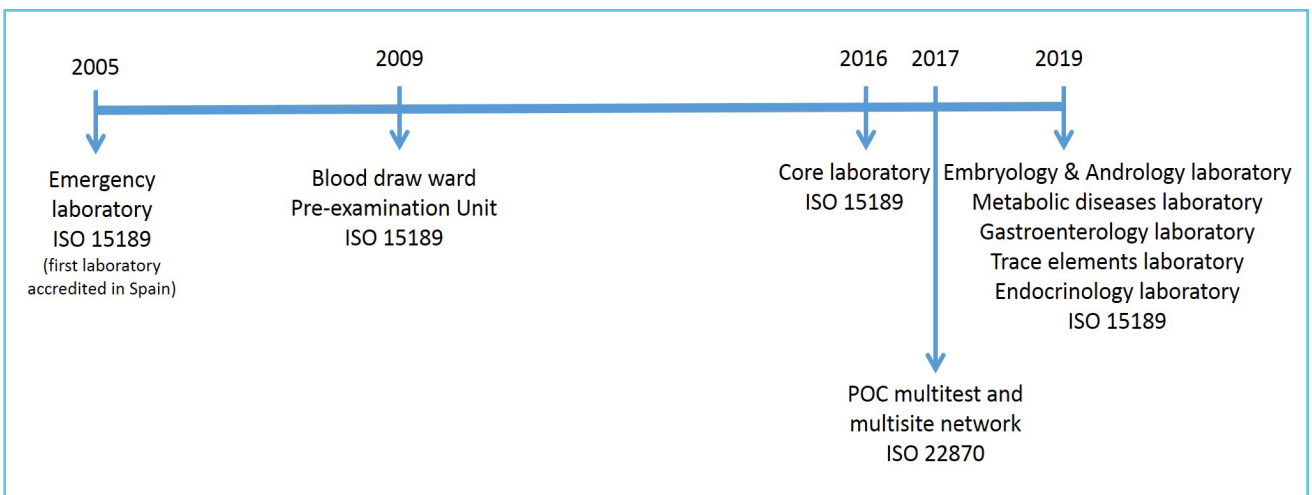 2005
2009
2016
2017
2019
Emergency
laboratory
ISO 15189
(first laboratory
accredited in Spain)
Blood draw ward
Pre-examination Unit
ISO 15189
Core laboratory
ISO 15189
Embryology & Andrology laboratory
Metabolic diseases laboratory
Gastroenterology laboratory
Trace elements laboratory
Endocrinology laboratory
ISO 15189
POC multitest and
multisite network
ISO 22870